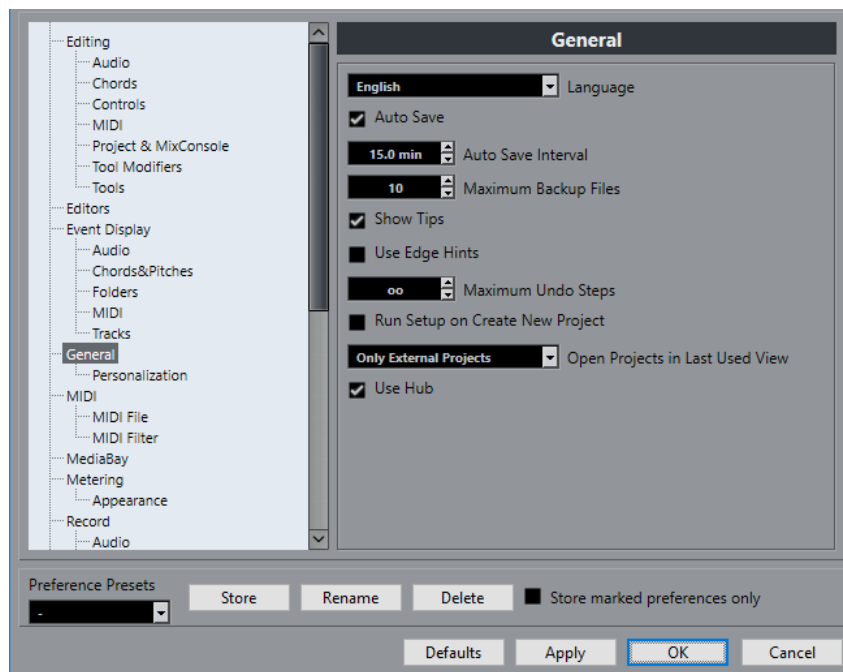 Editing
Audio
Chords
Controls
MIDI
Project & MixConsole
Tool Modifiers
Tools
Editors
Event Display
Audio
Chords&Pitches
Folders
MIDI
Tracks
General
Personalization
MIDI
MIDI File
MIDI Filter
MediaBay
Metering
Appearance
Record
Audio
General
English Language
Auto Save
15.0 min Auto Save Interval
10 Maximum Backup Files
Show Tips
Use Edge Hints
oo Maximum Undo Steps
Run Setup on Create New Project
Only External Projects Open Projects in Last Used View
Use Hub
Preference Presets
-
Store Rename Delete Store marked preferences only
Defaults Apply OK Cancel